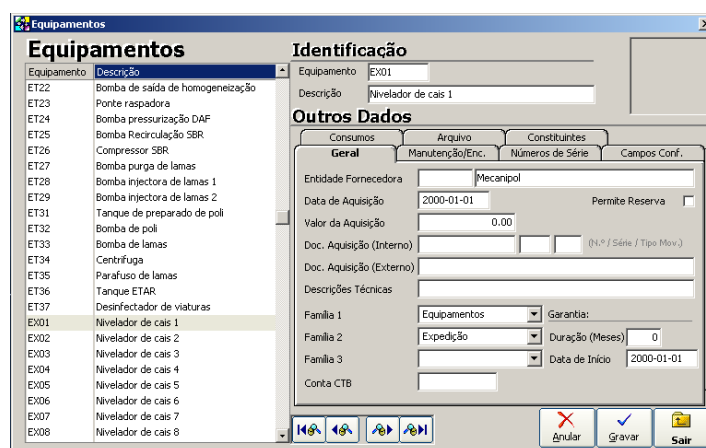 Equipamentos
Equipamentos
Equipamento Descrição
ET22 Bomba de saída de homogeneização
ET23 Ponte raspadora
ET24 Bomba pressurização DAF
ET25 Bomba Recirculação SBR
ET26 Compressor SBR
ET27 Bomba purga de lamas
ET28 Bomba injectora de lamas 1
ET29 Bomba injectora de lamas 2
ET31 Tanque de preparado de poli
ET32 Bomba de poli
ET33 Bomba de lamas
ET34 Centrifuga
ET35 Parafuso de lamas
ET36 Tanque ETAR
ET37 Desinfectador de viaturas
EX01 Nivelador de cais 1
EX02 Nivelador de cais 2
EX03 Nivelador de cais 3
EX04 Nivelador de cais 4
EX05 Nivelador de cais 5
EX06 Nivelador de cais 6
EX07 Nivelador de cais 7
EX08 Nivelador de cais 8
Identificação
Equipamento EX01
Descrição Nivelador de cais 1
Outros Dados
Consumos Arquivo Constituintes
Geral Manutenção/Enc. Números de Série Campos Conf.
Entidade Fornecedora Mecanipol
Data de Aquisição 2000-01-01 Permite Reserva
Valor da Aquisição 0.00
Doc. Aquisição (Interno) (N.º / Série / Tipo Mov.)
Doc. Aquisição (Externo)
Descrições Técnicas
Família 1 Equipamentos Garantia:
Família 2 Expedição Duração (Meses) 0
Família 3 Data de Início 2000-01-01
Conta CTB
Anular Gravar Sair